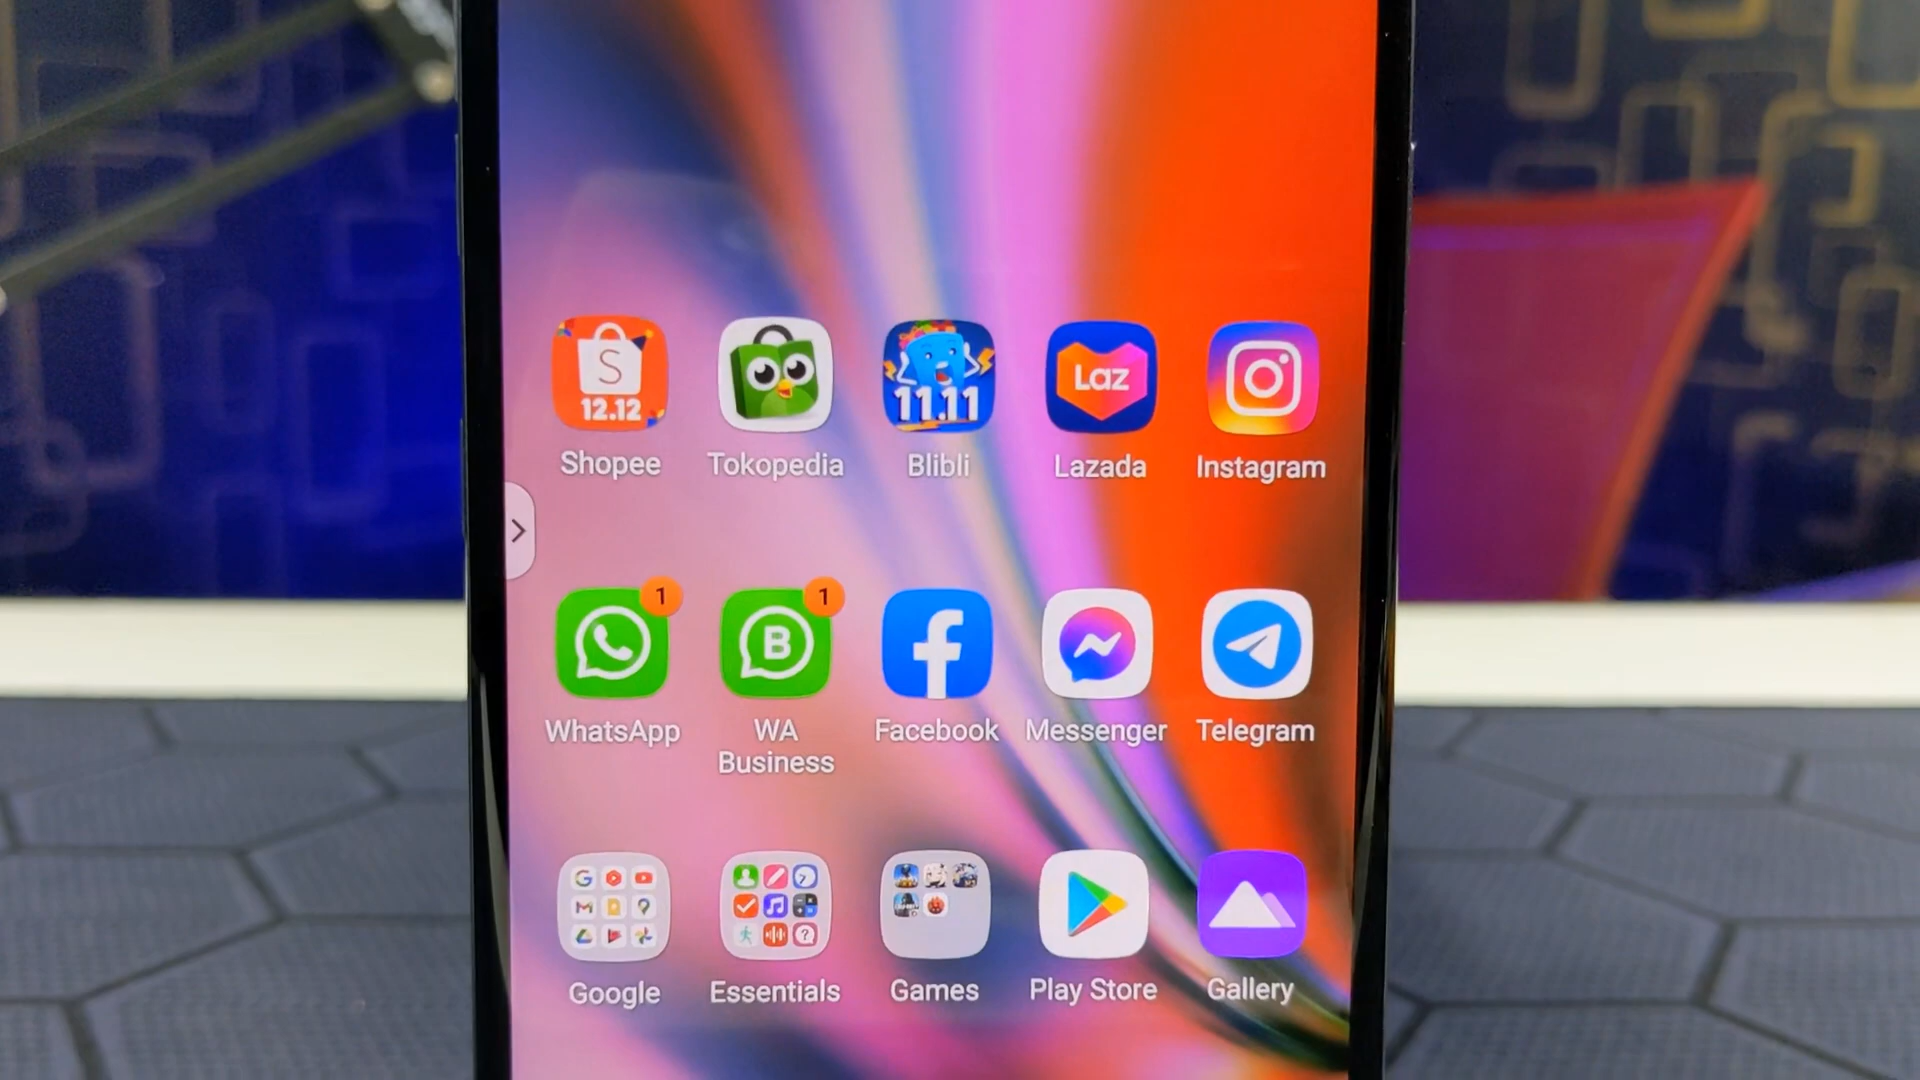 S
12.12
11.11
Laz
Shopee
Tokopedia
Blibli
Lazada
Instagram
1
1
B
WhatsApp
WA
Business
Facebook
Messenger
Telegram
Google
Essentials
Games
Play Store
Gallery